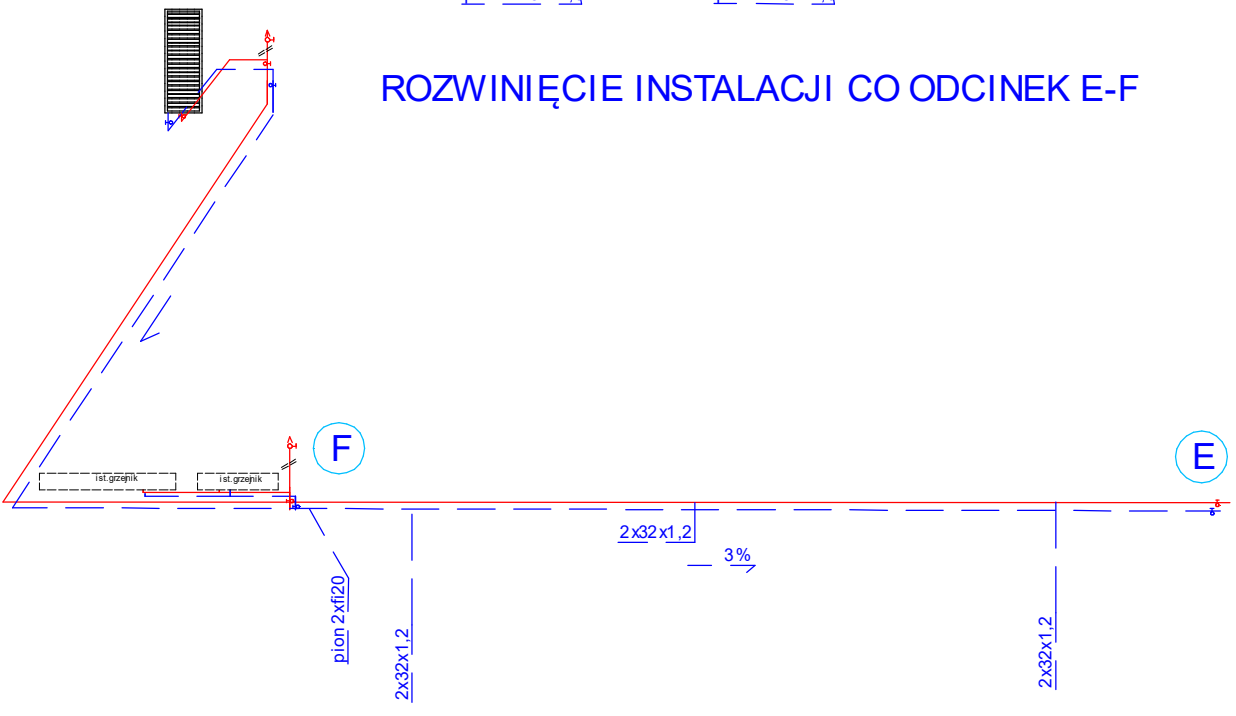 ROZWINIĘCIE INSTALACJI CO ODCINEK E-F
F
E
ist.grzejnik
ist.grzejnik
2x32x1,2
3%
pion 2xfi20
2x32x1,2
2x32x1,2